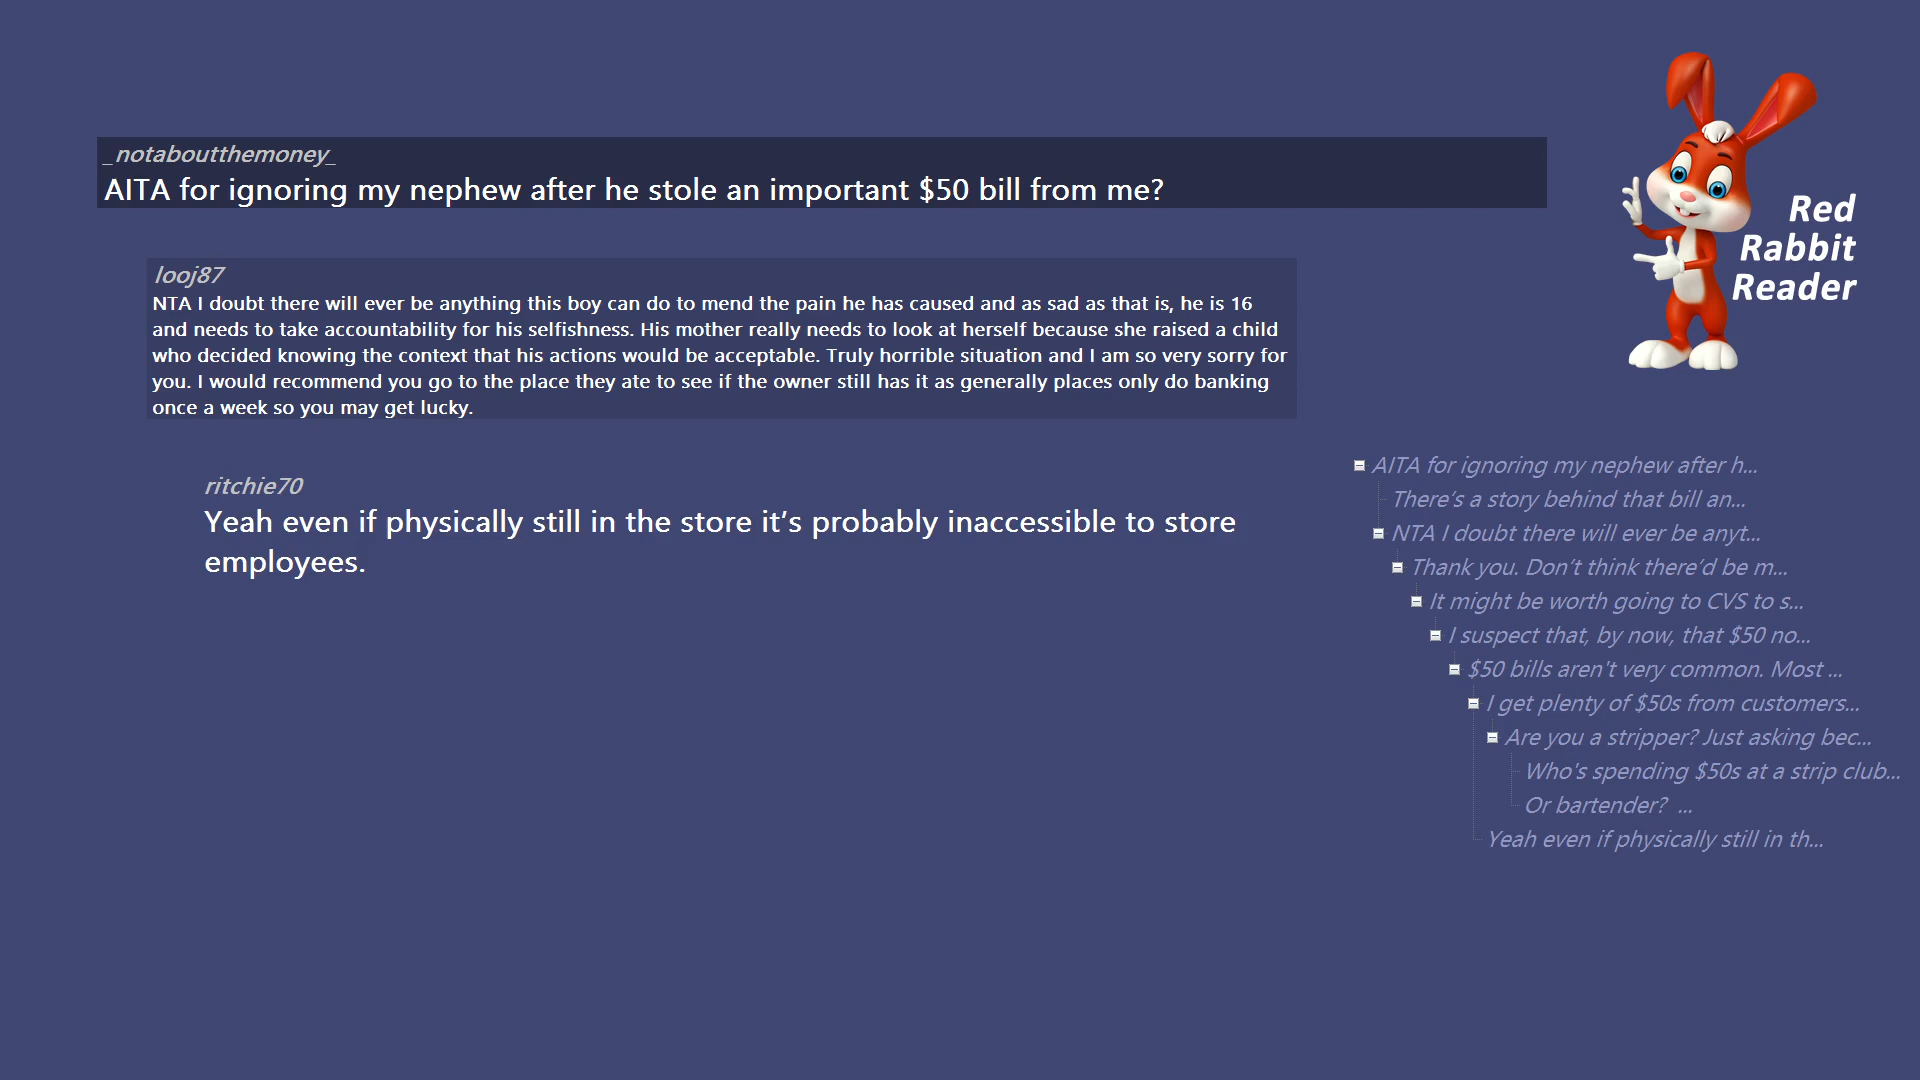 _notaboutthemoney_
AITA for ignoring my nephew after he stole an important $50 bill from me?
looj87
NTA I doubt there will ever be anything this boy can do to mend the pain he has caused and as sad as that is, he is 16
and needs to take accountability for his selfishness. His mother really needs to look at herself because she raised a child
who decided knowing the context that his actions would be acceptable. Truly horrible situation and I am so very sorry for
you. I would recommend you go to the place they ate to see if the owner still has it as generally places only do banking
once a week so you may get lucky.
ritchie70
Yeah even if physically still in the store it’s probably inaccessible to store
employees.
Red
Rabbit
Reader
AITA for ignoring my nephew after h...
There’s a story behind that bill an...
NTA I doubt there will ever be anyt...
Thank you. Don’t think there’d be m...
It might be worth going to CVS to s...
I suspect that, by now, that $50 no...
$50 bills aren't very common. Most ...
I get plenty of $50s from customers...
Are you a stripper? Just asking bec...
Who's spending $50s at a strip club...
Or bartender?  ...
Yeah even if physically still in th...